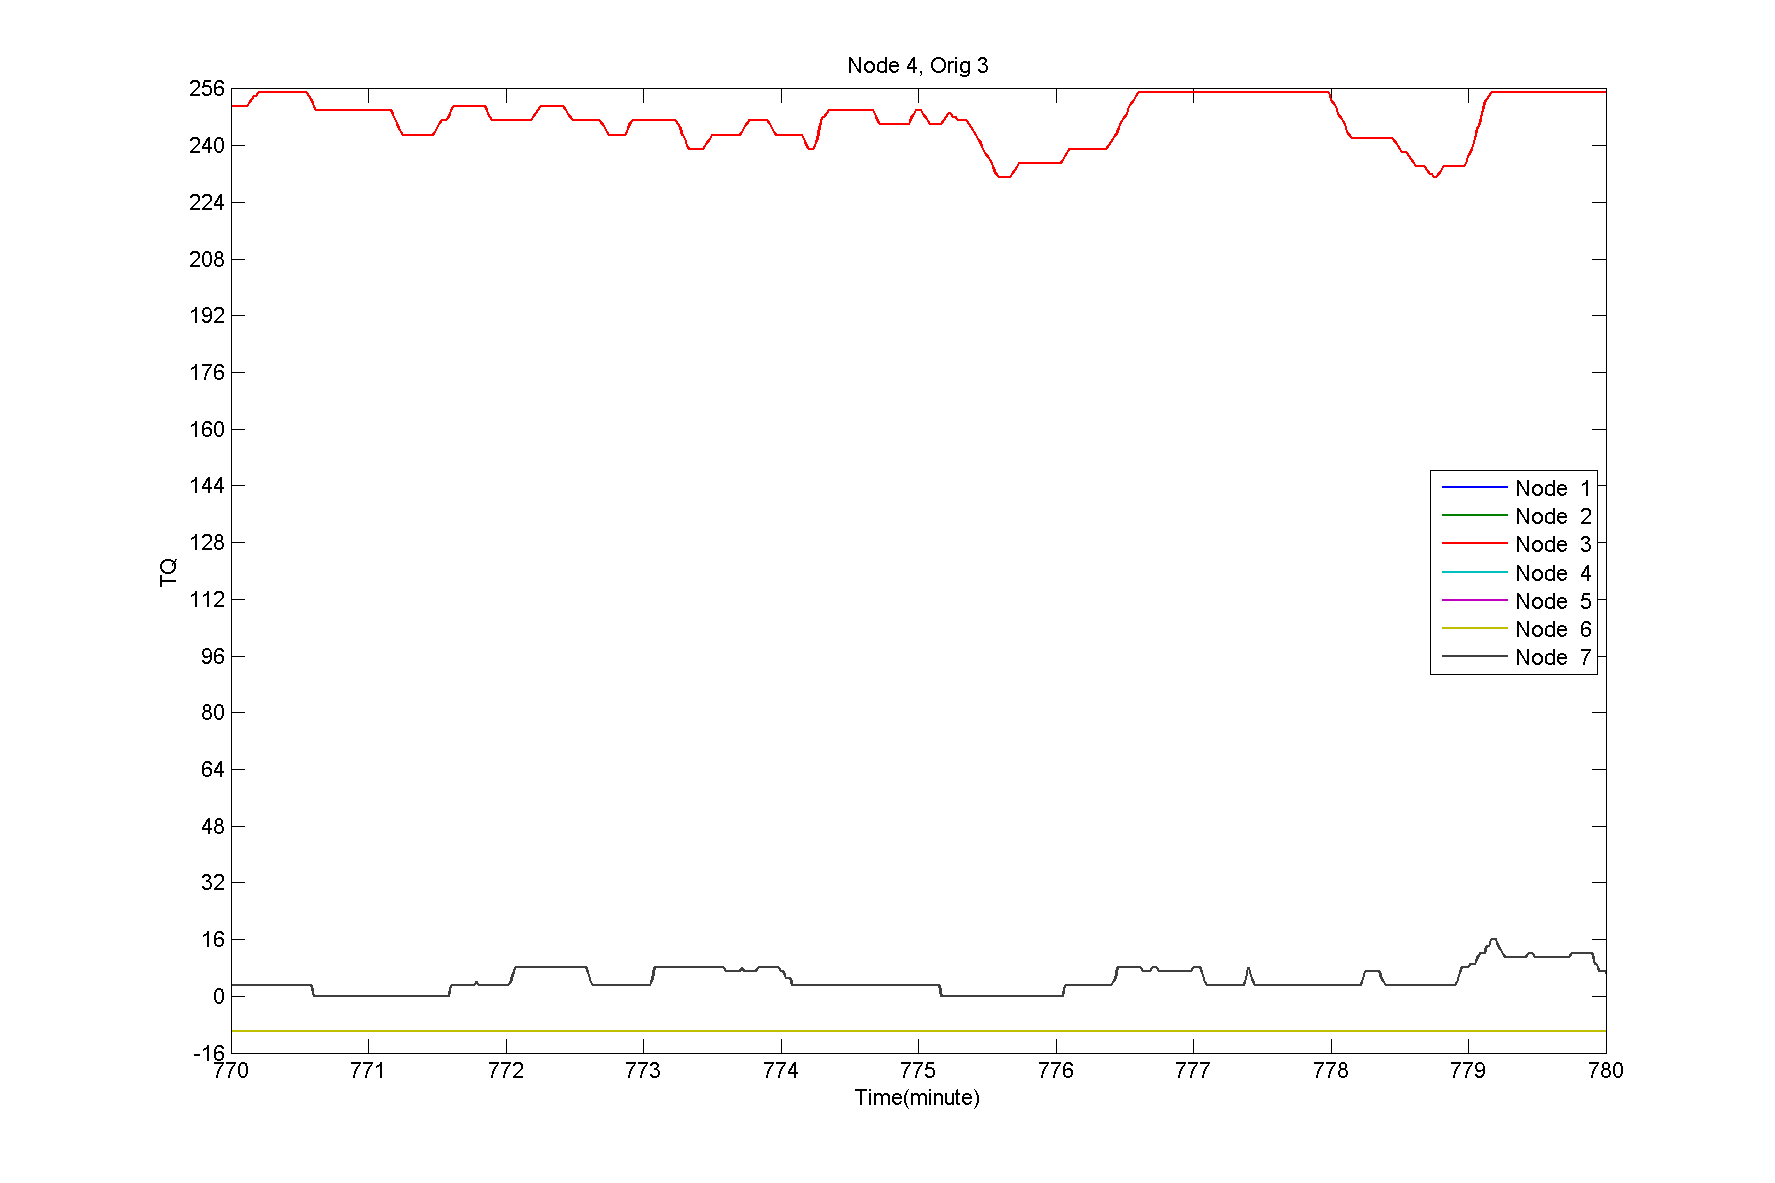 Node 4, Orig 3
256
240
224
208
192
176
160
144
128
112
96
80
64
48
32
16
0
-16
TQ
Node 1
Node 2
Node 3
Node 4
Node 5
Node 6
Node 7
770 771 772 773 774 775 776 777 778 779 780
Time(minute)